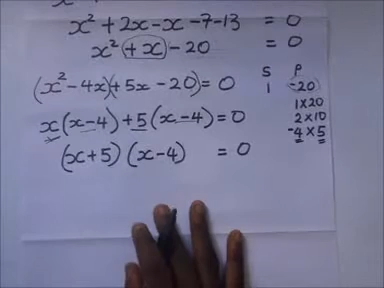 x² + 2x - x - 7 - 13 = 0
x² + x - 20 = 0
(x² - 4x) + 5x - 20) = 0
x(x-4) + 5(x-4) = 0
(x+5) (x-4) = 0
S P
1 -20
1 x 20
2 x 10
-4 x 5